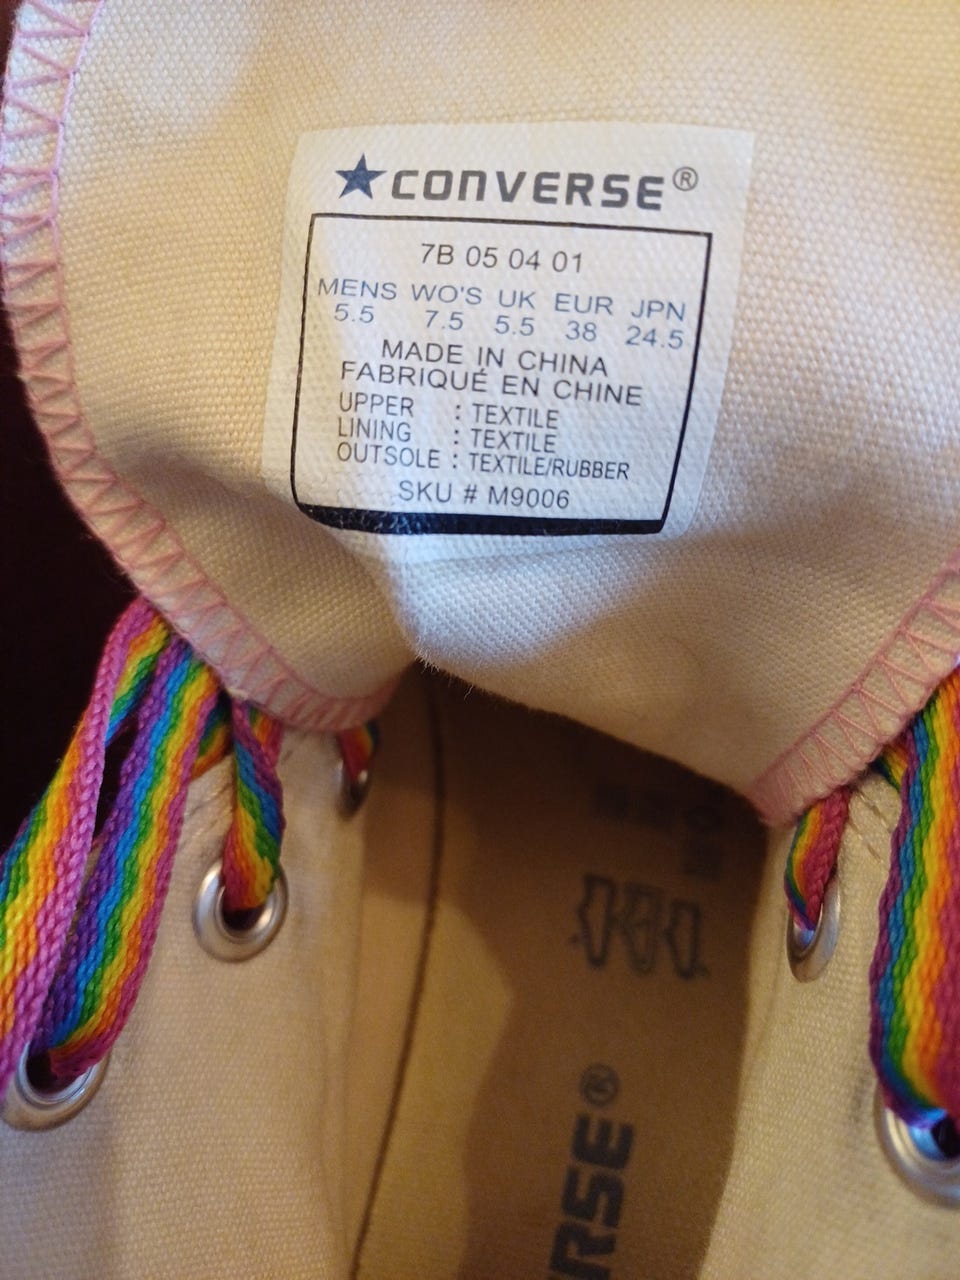 ★CONVERSE®
7B 05 04 01
MENS WO'S UK EUR JPN
5.5 7.5 5.5 38 24.5
MADE IN CHINA
FABRIQUÉ EN CHINE
UPPER : TEXTILE
LINING : TEXTILE
OUTSOLE : TEXTILE/RUBBER
SKU # M9006
RSE®